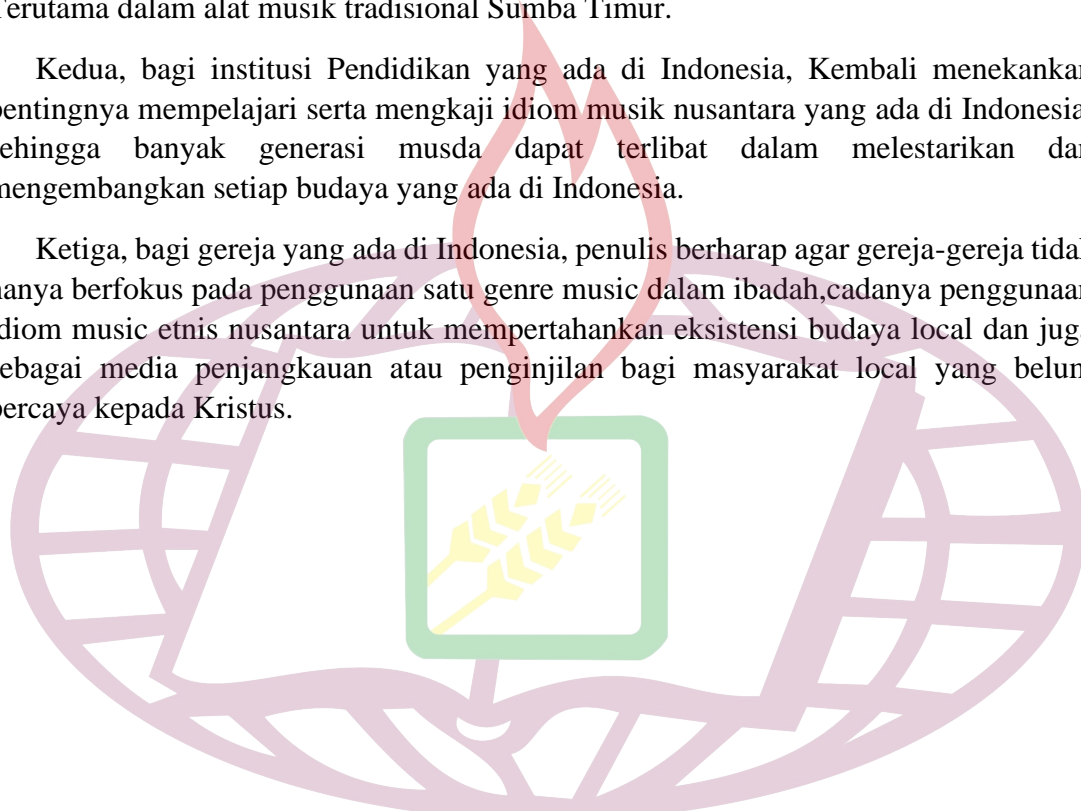 Terutama dalam alat musik tradisional Sumba Timur.
Kedua, bagi institusi Pendidikan yang ada di Indonesia, Kembali menekankan
pentingnya mempelajari serta mengkaji idiom musik nusantara yang ada di Indonesia
sehingga banyak generasi musda dapat terlibat dalam melestarikan dan
mengembangkan setiap budaya yang ada di Indonesia.
Ketiga, bagi gereja yang ada di Indonesia, penulis berharap agar gereja-gereja tidak
hanya berfokus pada penggunaan satu genre music dalam ibadah,cadanya penggunaan
idiom music etnis nusantara untuk mempertahankan eksistensi budaya local dan juga
sebagai media penjangkauan atau penginjilan bagi masyarakat local yang belum
percaya kepada Kristus.